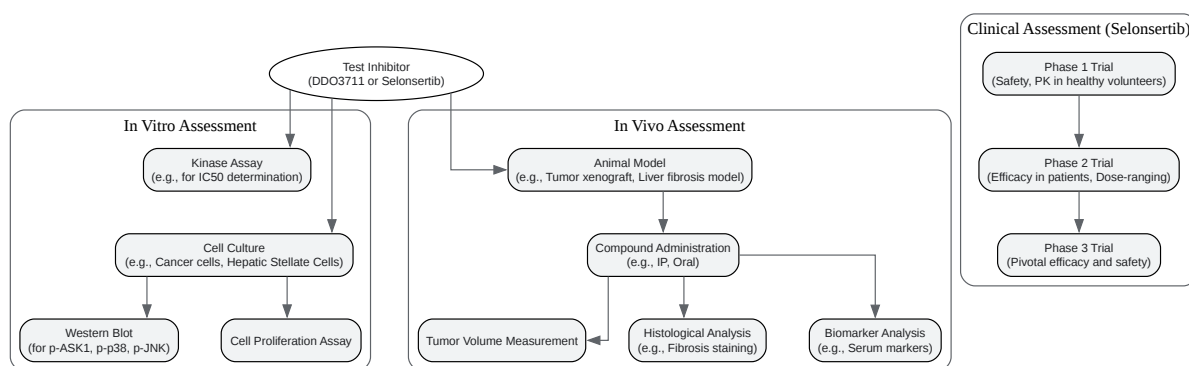 Test Inhibitor
(DDO3711 or Selonsertib)
In Vitro Assessment
Kinase Assay
(e.g., for IC50 determination)
Cell Culture
(e.g., Cancer cells, Hepatic Stellate Cells)
Western Blot
(for p-ASK1, p-p38, p-JNK)
Cell Proliferation Assay
In Vivo Assessment
Animal Model
(e.g., Tumor xenograft, Liver fibrosis model)
Compound Administration
(e.g., IP, Oral)
Tumor Volume Measurement
Histological Analysis
(e.g., Fibrosis staining)
Biomarker Analysis
(e.g., Serum markers)
Clinical Assessment (Selonsertib)
Phase 1 Trial
(Safety, PK in healthy volunteers)
Phase 2 Trial
(Efficacy in patients, Dose-ranging)
Phase 3 Trial
(Pivotal efficacy and safety)